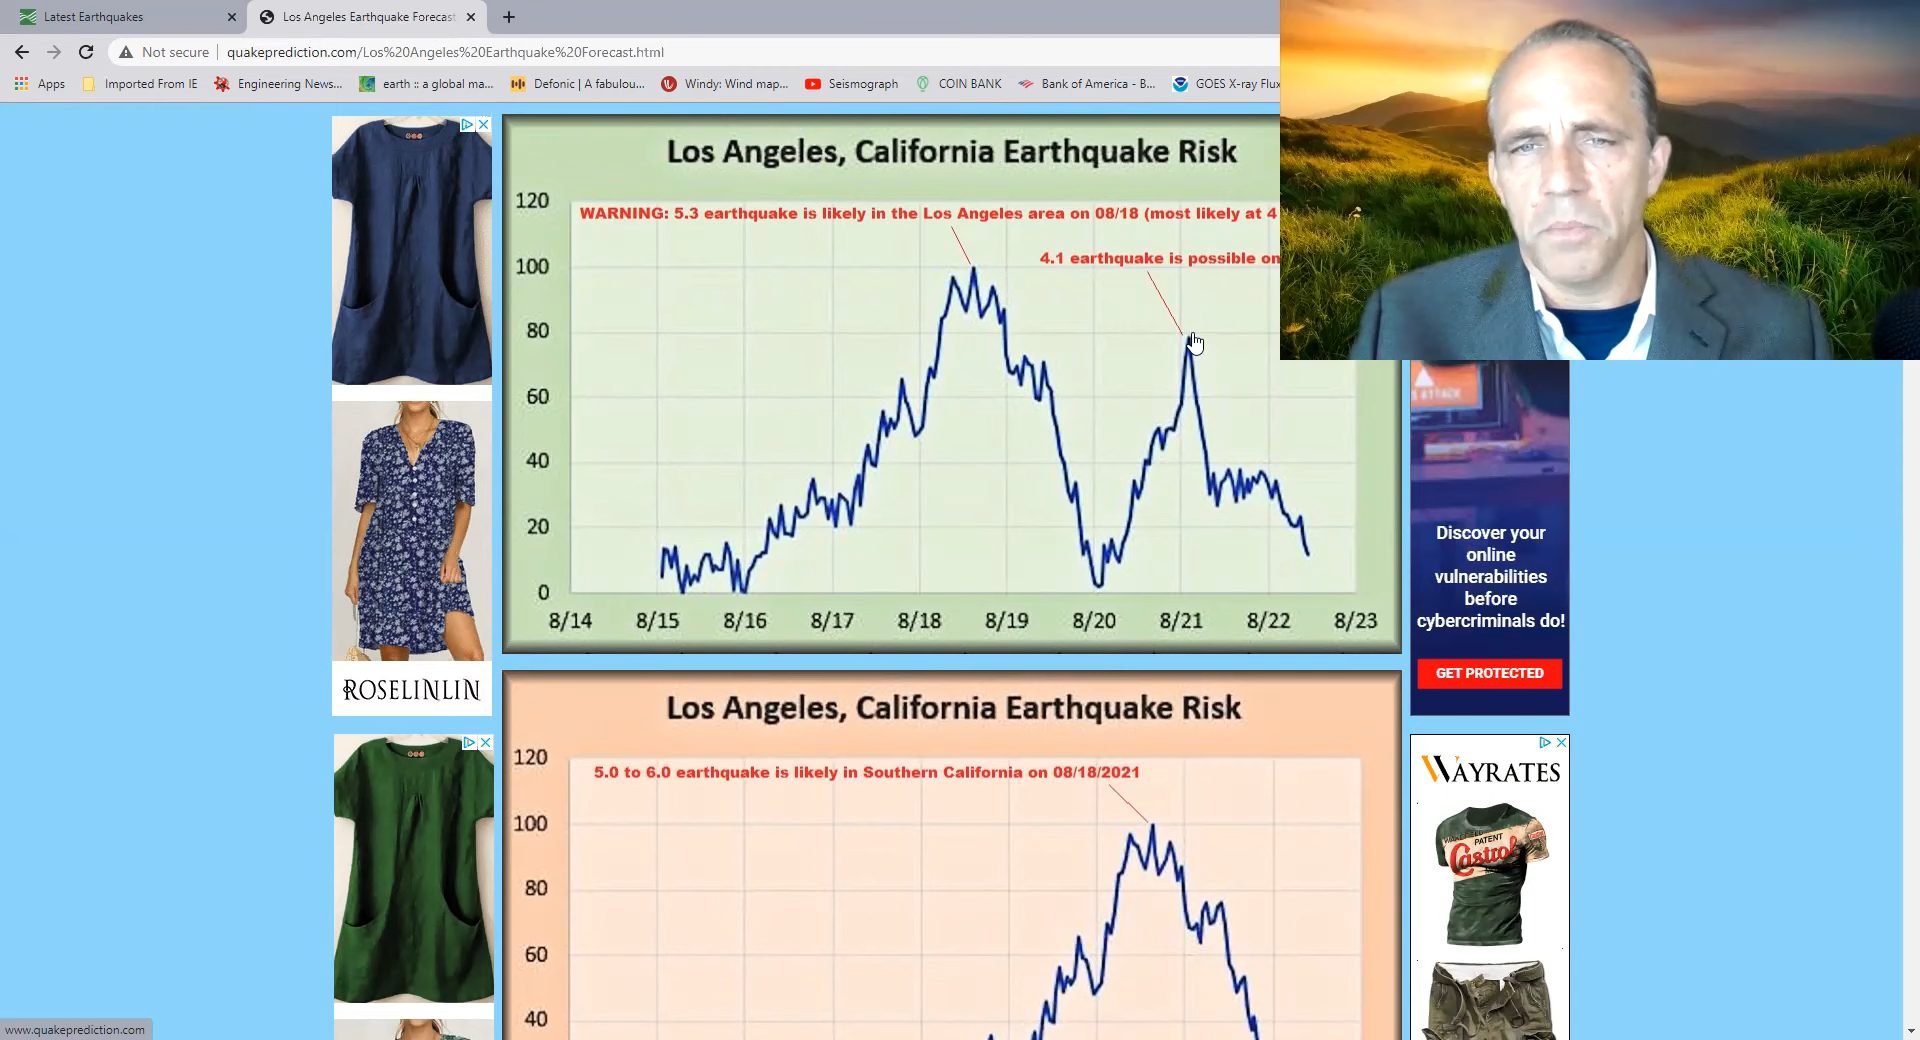 Latest Earthquakes
Los Angeles Earthquake Forecast
Not secure
quakeprediction.com/Los%20Angeles%20Earthquake%20Forecast.html
Apps
Imported From IE
Engineering News...
earth :: a global ma...
Defonic | A fabulou...
Windy: Wind map,...
Seismograph
COIN BANK
Bank of America - B...
GOES X-ray Flux
Los Angeles, California Earthquake Risk
120
WARNING: 5.3 earthquake is likely in the Los Angeles area on 08/18 (most likely at 4
4.1 earthquake is possible on
100
80
60
40
20
0
8/14 8/15 8/16 8/17 8/18 8/19 8/20 8/21 8/22 8/23
ROSELINLIN
ATTACK
Discover your
online
vulnerabilities
before
cybercriminals do!
GET PROTECTED
Los Angeles, California Earthquake Risk
120
5.0 to 6.0 earthquake is likely in Southern California on 08/18/2021
100
80
60
40
WAYRATES
PATENT
Castrol
www.quakeprediction.com